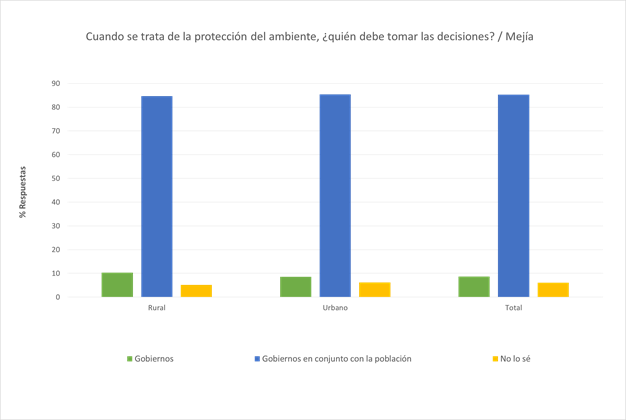 Cuando se trata de la protección del ambiente, ¿quién debe tomar las decisiones? / Mejía
% Respuestas
90
80
70
60
50
40
30
20
10
0
Rural Urbano Total
Gobiernos Gobiernos en conjunto con la población No lo sé